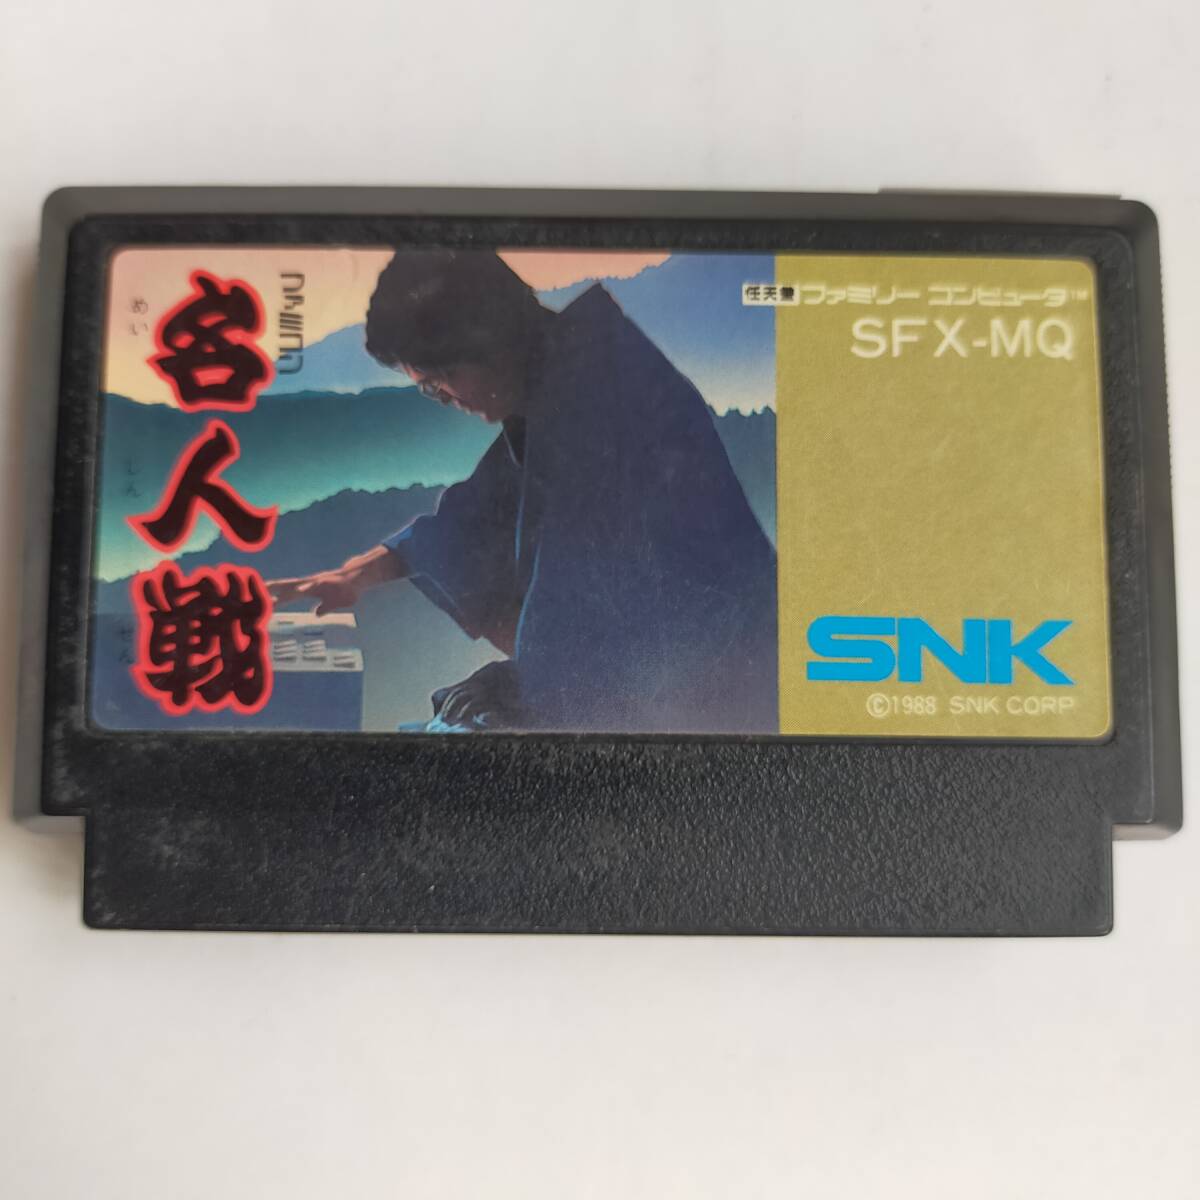 ファミコン
名人戦
めいじんせん
任天堂 ファミリー コンピュータ™
SFX-MQ
SNK
©1988 SNK CORP